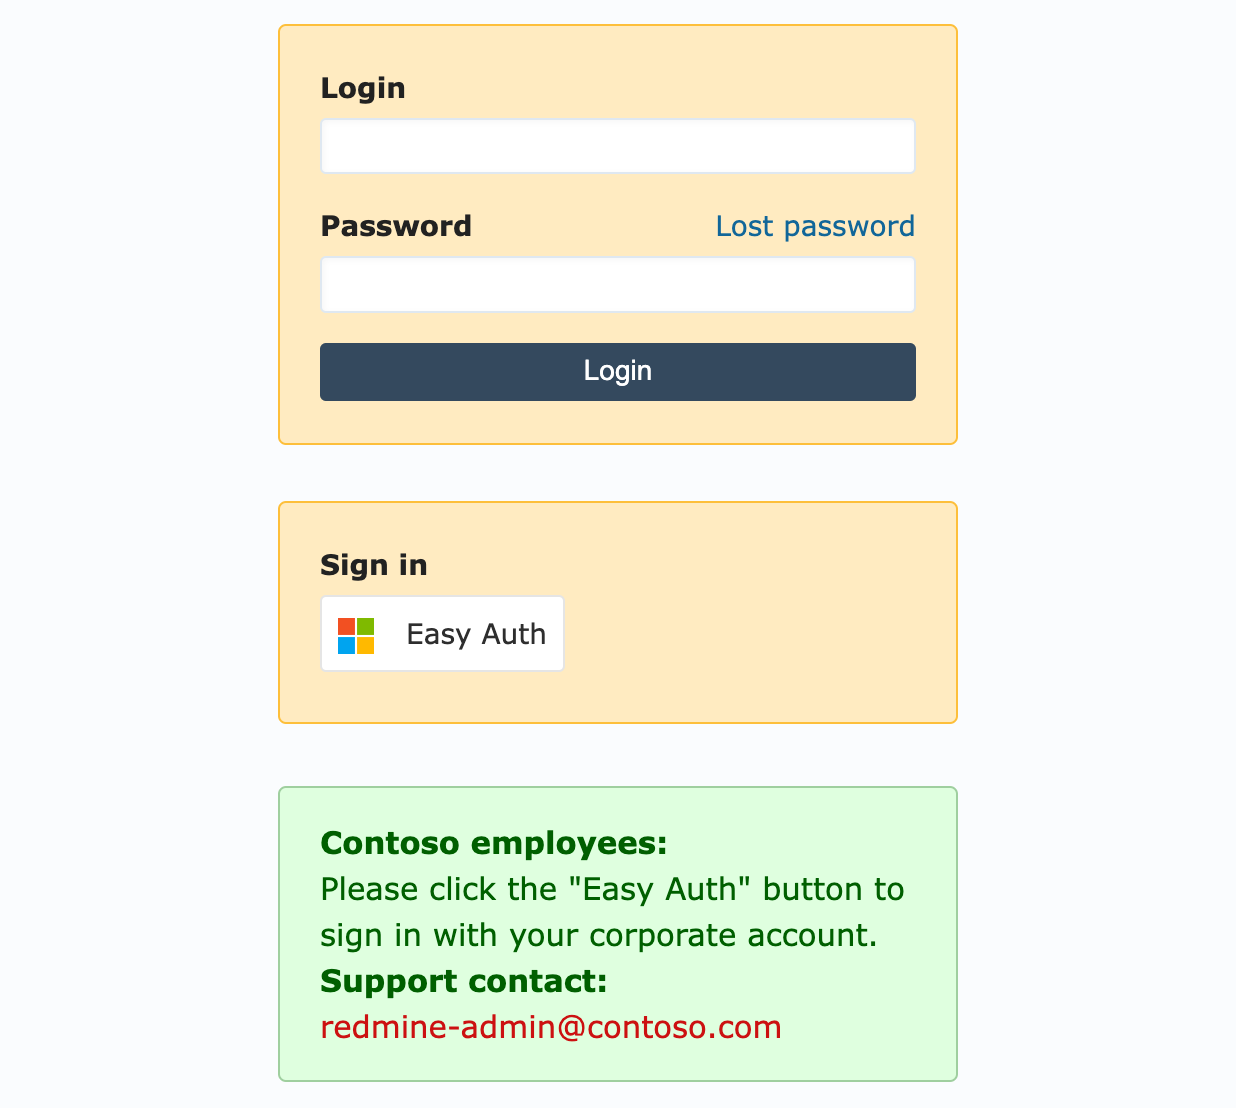 Login
Password Lost password
Login
Sign in
Easy Auth
Contoso employees:
Please click the "Easy Auth" button to
sign in with your corporate account.
Support contact:
redmine-admin@contoso.com